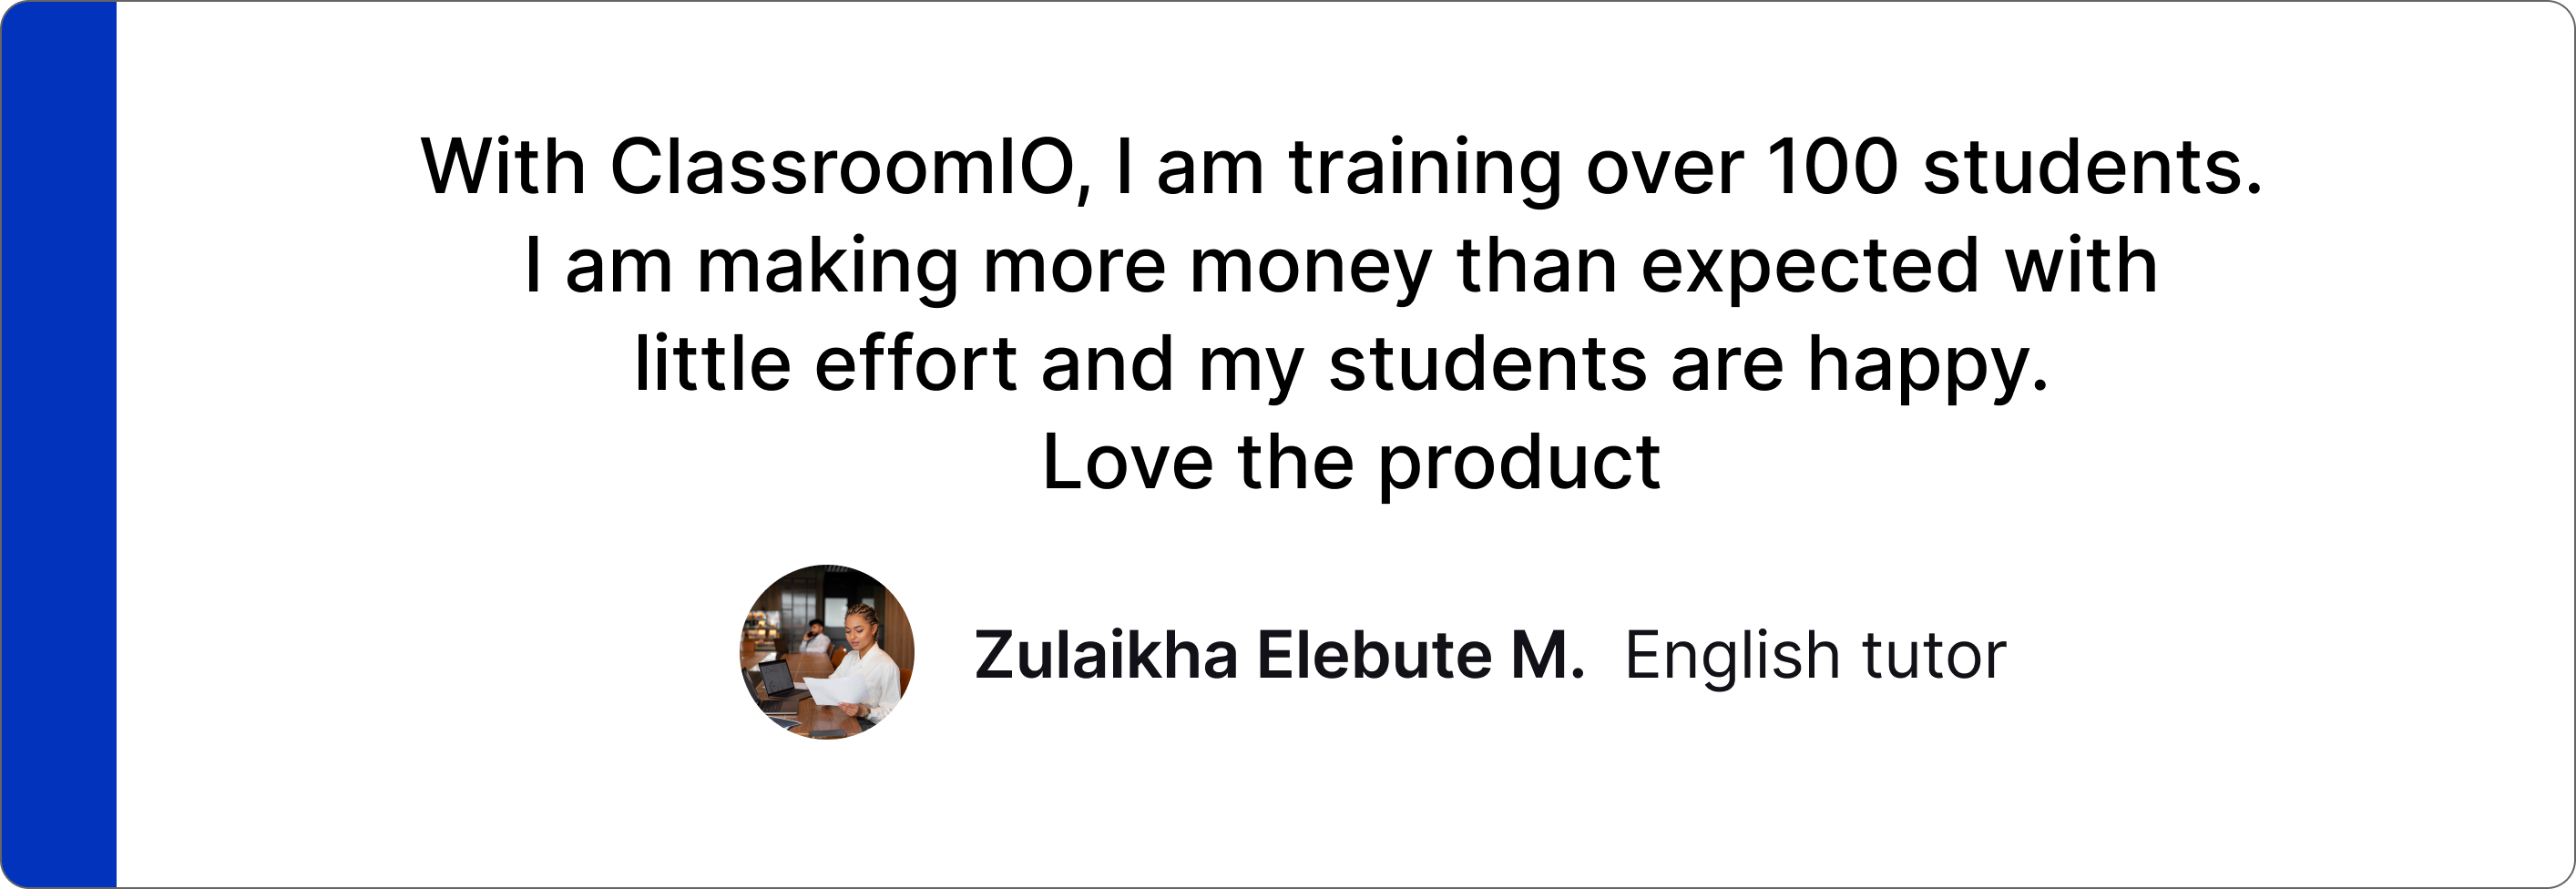 With ClassroomIO, I am training over 100 students.
I am making more money than expected with
little effort and my students are happy.
Love the product
Zulaikha Elebute M. English tutor